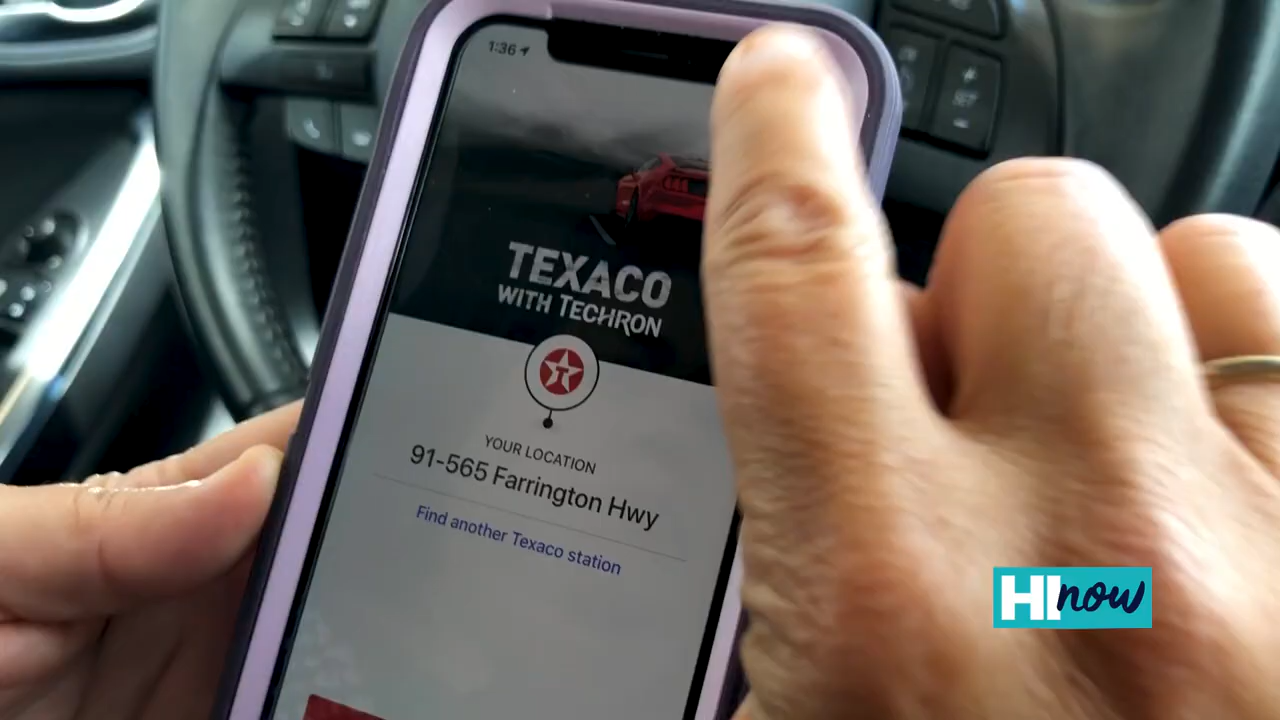 1:36
TEXACO
WITH TECHRON
YOUR LOCATION
91-565 Farrington Hwy
Find another Texaco station
HInow